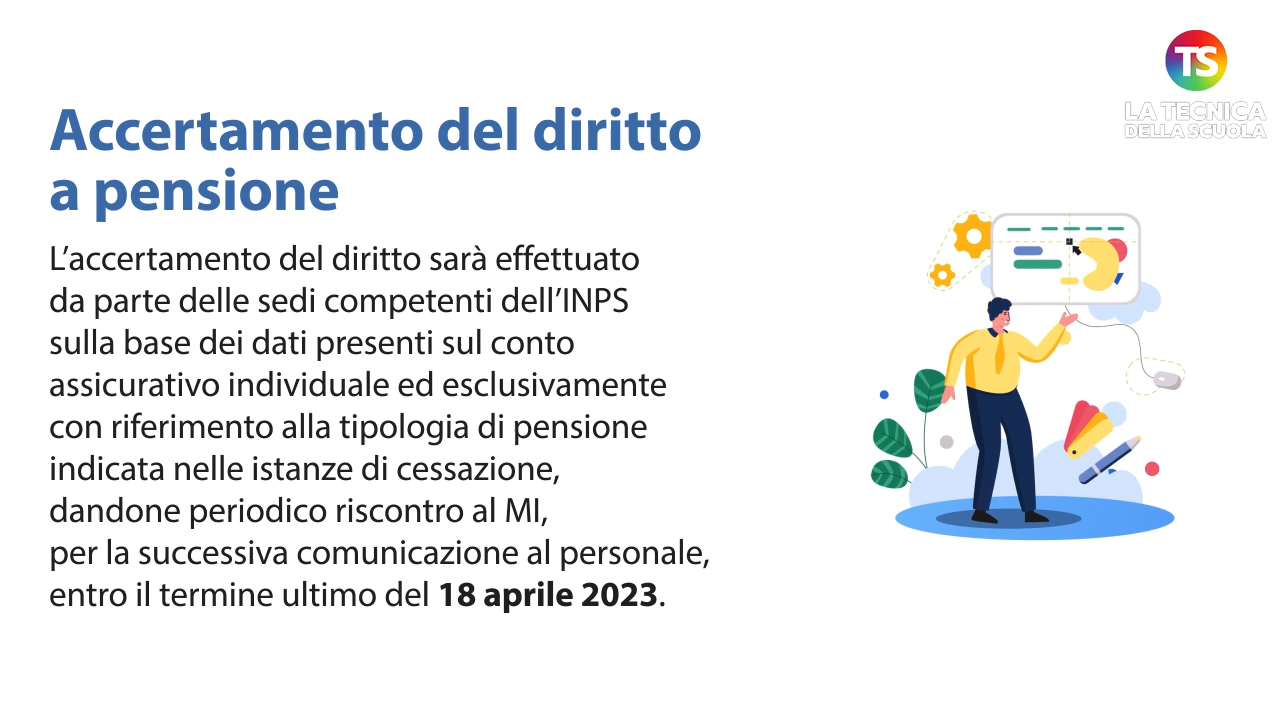 TS
LA TECNICA
DELLA SCUOLA
Accertamento del diritto
a pensione
L’accertamento del diritto sarà effettuato
da parte delle sedi competenti dell’INPS
sulla base dei dati presenti sul conto
assicurativo individuale ed esclusivamente
con riferimento alla tipologia di pensione
indicata nelle istanze di cessazione,
dandone periodico riscontro al MI,
per la successiva comunicazione al personale,
entro il termine ultimo del 18 aprile 2023.